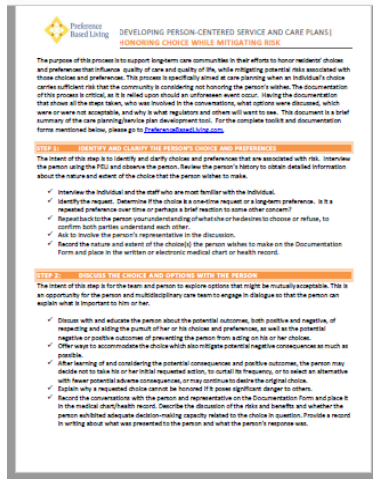 Preference
Based Living
DEVELOPING PERSON-CENTERED SERVICE AND CARE PLANS|
HONORING CHOICE WHILE MITIGATING RISK
The purpose of this process is to support long-term care communities in their efforts to honor residents' choices
and preferences that influence quality of care and quality of life, while mitigating potential risks associated with
those choices and preferences. This process is specifically aimed at care planning when an individual's choice
carries sufficient risk that the community is considering not honoring the person's wishes. The documentation
of this process is critical, as it is relied upon should an unforeseen event occur. Having the documentation
that shows all the steps taken, who was involved in the conversations, what options were discussed, which
were or were not acceptable, and why is what regulators and others will want to see. This document is a brief
summary of the care planning/service plan development tool. For the complete toolkit and documentation
forms mentioned below, please go to PreferenceBasedLiving.com.
STEP 1: IDENTIFY AND CLARIFY THE PERSON'S CHOICE AND PREFERENCES
The intent of this step is to identify and clarify choices and preferences that are associated with risk. Interview
the person using the PELI and observe the person. Review the person's history to obtain detailed information
about the nature and extent of the choice that the person wishes to make.
✓ Interview the individual and the staff who are most familiar with the individual.
✓ Identify the request. Determine if the choice is a one-time request or a long-term preference. Is it a
repeated preference over time or perhaps a brief reaction to some other concern?
✓ Repeat back to the person your understanding of what he or she desires to choose or refuse, to
confirm both parties understand each other.
✓ Ask to involve the person's representative in the discussion.
✓ Record the nature and extent of the choice(s) the person wishes to make on the Documentation
Form and place in the written or electronic medical chart or health record.
STEP 2: DISCUSS THE CHOICE AND OPTIONS WITH THE PERSON
The intent of this step is for the team and person to explore options that might be mutually acceptable. This is
an opportunity for the person and multidisciplinary care team to engage in dialogue so that the person can
explain what is important to him or her.
✓ Discuss with and educate the person about the potential outcomes, both positive and negative, of
respecting and aiding the pursuit of her or his choices and preferences, as well as the potential
negative or positive outcomes of preventing the person from acting on his or her choices.
✓ Offer ways to accommodate the choice which also mitigate potential negative consequences as much as
possible.
✓ After learning of and considering the potential consequences and positive outcomes, the person may
decide not to take his or her initial requested action, to curtail its frequency, or to select an alternative
with fewer potential adverse consequences, or may continue to desire the original choice.
✓ Explain why a requested choice cannot be honored if it poses significant danger to others.
✓ Record the conversations with the person and representative on the Documentation Form and place it
in the medical chart/health record. Describe the discussion of the risks and benefits and whether the
person exhibited adequate decision-making capacity related to the choice in question. Provide a record
in writing about what was presented to the person and what the person's response was.